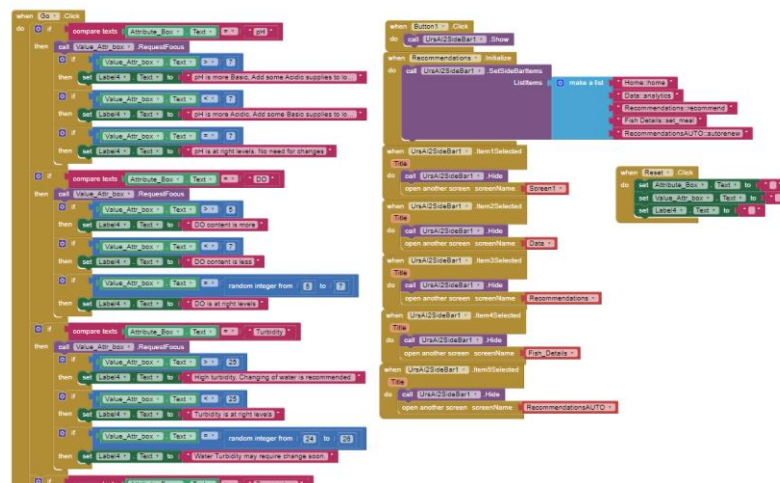 when Go .Click
do if compare texts Attribute_Box . Text = " pH "
then call Value_Attr_box .RequestFocus
if Value_Attr_box . Text > 7
then set Label4 . Text to " pH is more Basic, Add some Acidic supplies to lo... "
if Value_Attr_box . Text < 7
then set Label4 . Text to " pH is more Acidic, Add some Basic supplies to lo... "
if Value_Attr_box . Text = 7
then set Label4 . Text to " pH is at right levels. No need for changes "
if compare texts Attribute_Box . Text = " DO "
then call Value_Attr_box .RequestFocus
if Value_Attr_box . Text >
then set Label4 . Text to " DO content is more "
if Value_Attr_box . Text < 7
then set Label4 . Text to " DO content is less "
if Value_Attr_box . Text random integer from to 7
then set Label4 . Text to " DO is at right levels "
if compare texts Attribute_Box . Text = " Turbidity "
then call Value_Attr_box .RequestFocus
if Value_Attr_box . Text > 25
then set Label4 . Text to " High turbidity. Changing of water is recommended "
if Value_Attr_box . Text < 25
then set Label4 . Text to " Turbidity is at right levels "
if Value_Attr_box . Text = random integer from 24 to 26
then set Label4 . Text to " Water Turbidity may require change soon. "
when Button1 .Click
do call UrsAI2SideBar1 .Show
when Recommendations .Initialize
do call UrsAI2SideBar1 .SetSideBarItems
ListItems make a list " Home::home "
" Data::analytics "
" Recommendations::recommend "
" Fish Details::set_meal "
" RecommendationsAUTO::autorenew "
when UrsAI2SideBar1 .Item1Selected
Title
do call UrsAI2SideBar1 .Hide
open another screen screenName Screen1
when UrsAI2SideBar1 .Item2Selected
Title
do call UrsAI2SideBar1 .Hide
open another screen screenName Data
when UrsAI2SideBar1 .Item3Selected
Title
do call UrsAI2SideBar1 .Hide
open another screen screenName Recommendations
when UrsAI2SideBar1 .Item4Selected
Title
do call UrsAI2SideBar1 .Hide
open another screen screenName Fish_Details
when UrsAI2SideBar1 .Item5Selected
Title
do call UrsAI2SideBar1 .Hide
open another screen screenName RecommendationsAUTO
when Reset .Click
do set Attribute_Box . Text to " "
set Value_Attr_box . Text to " "
set Label4 . Text to " "